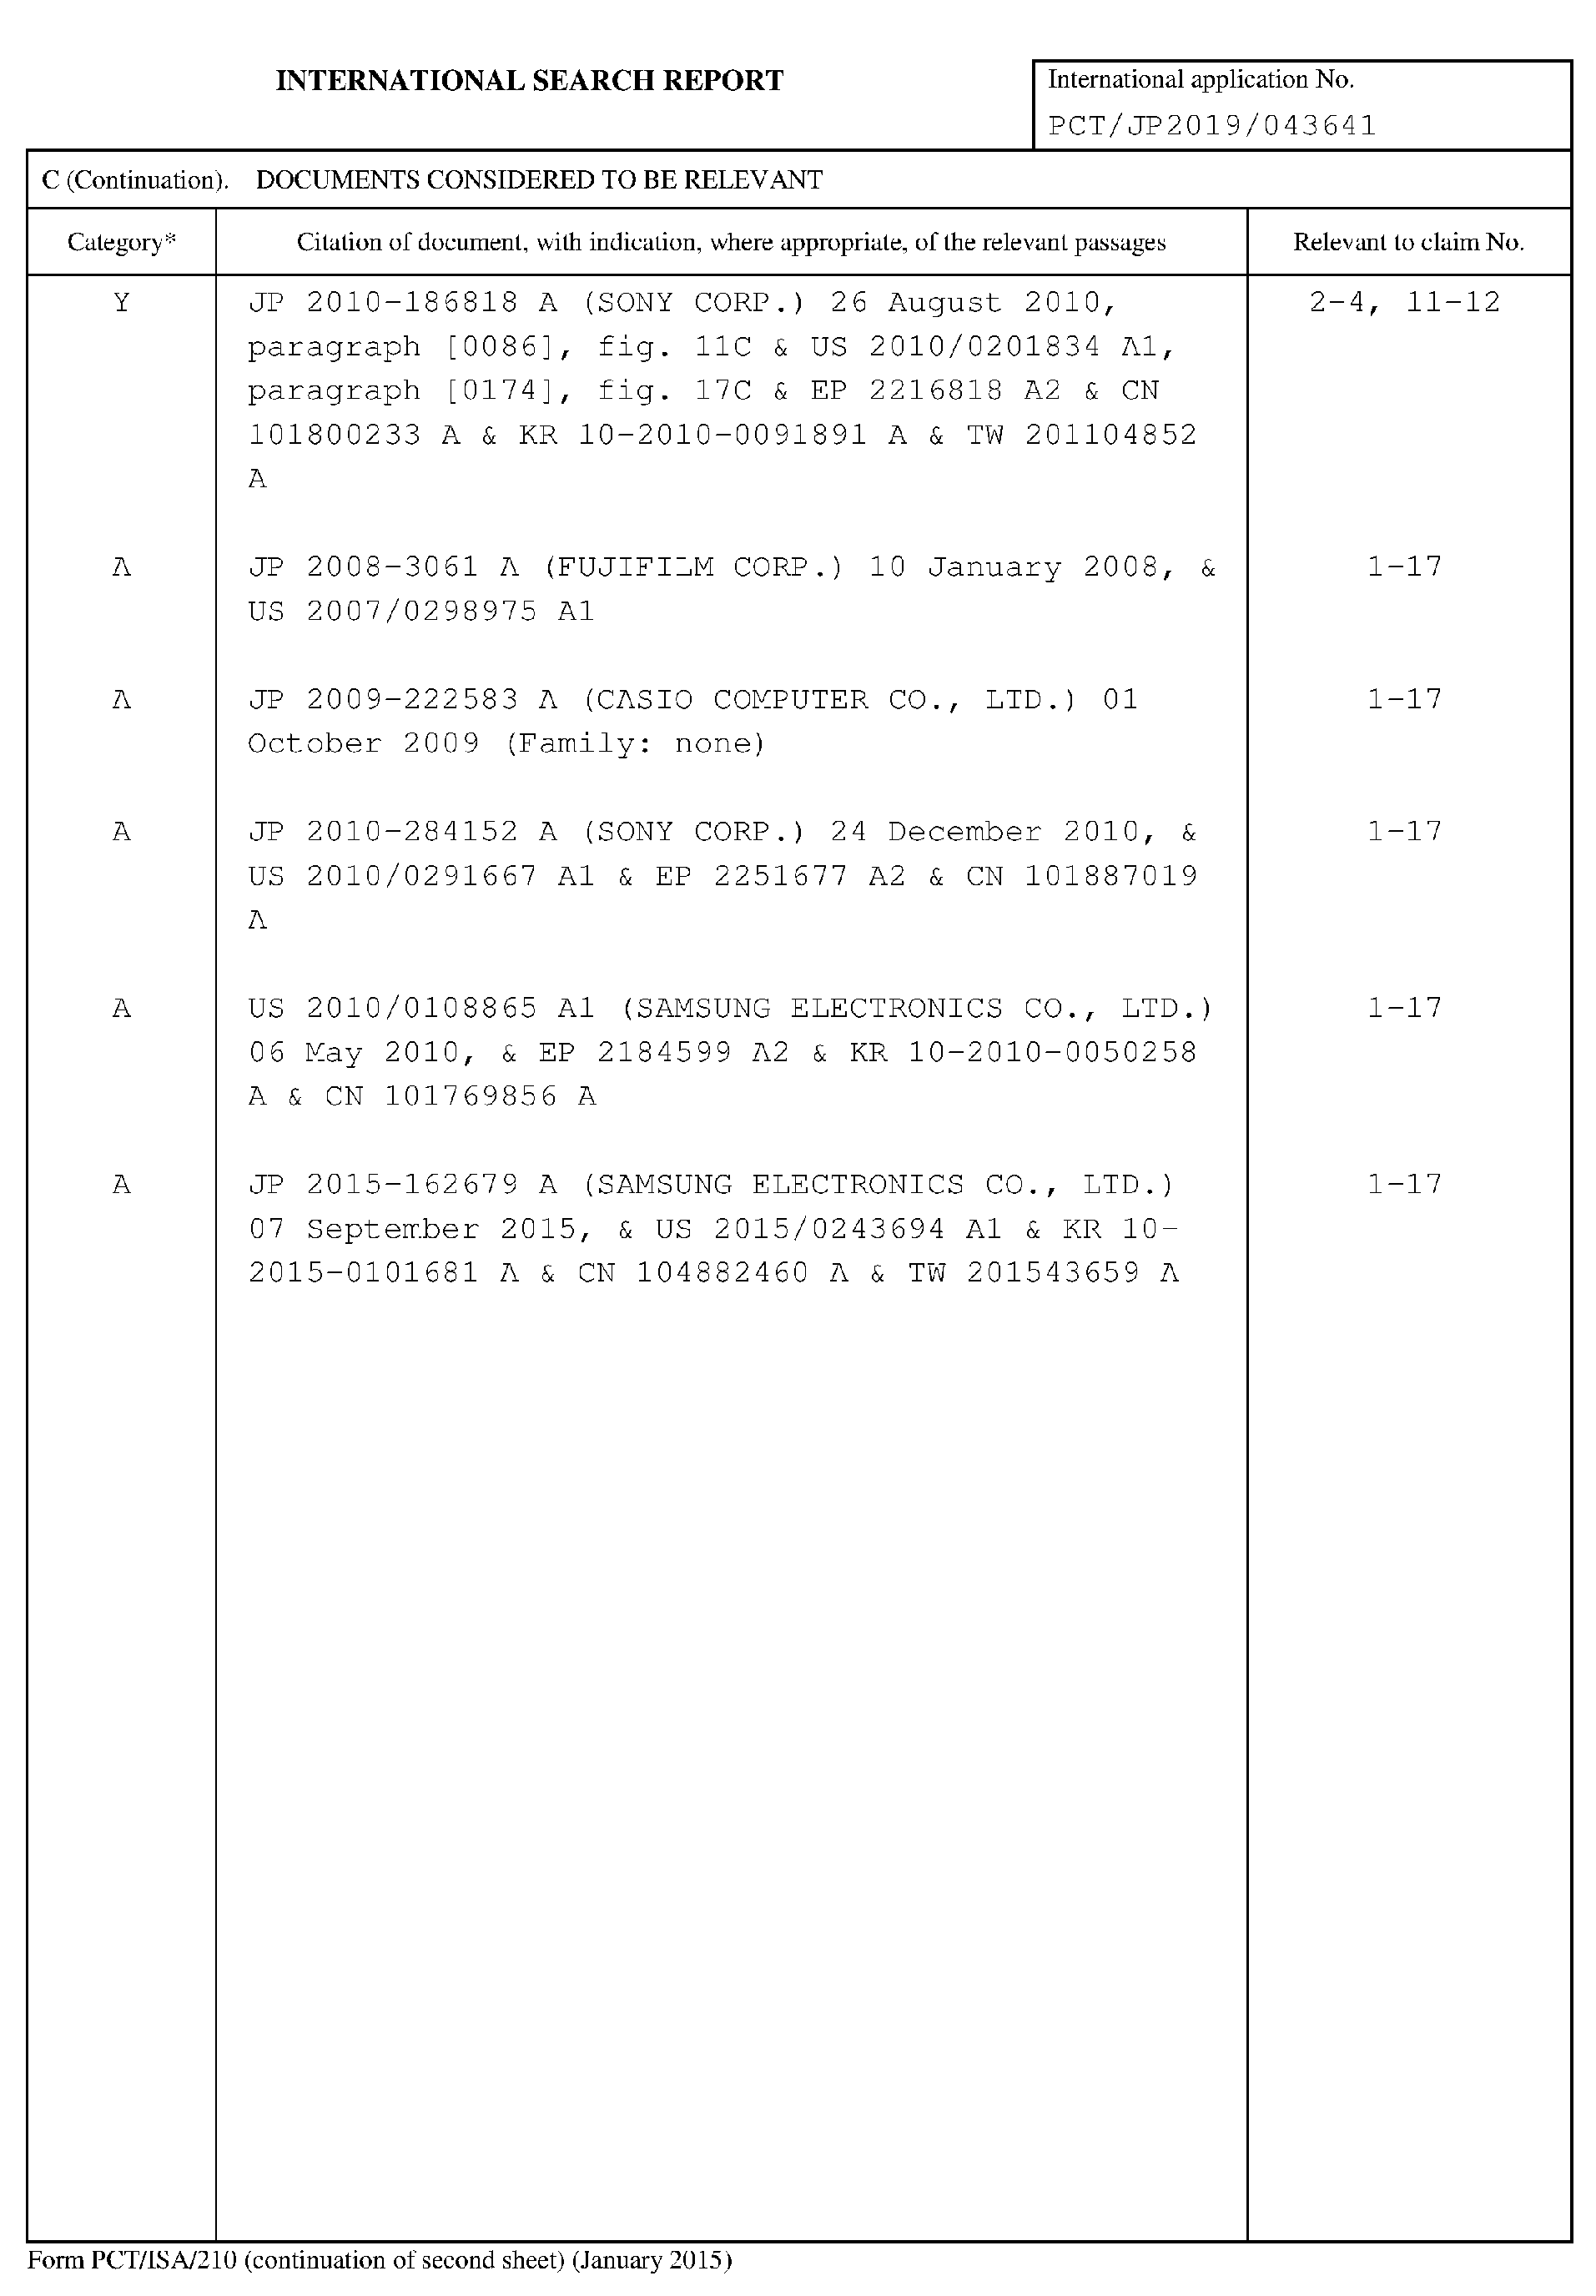 INTERNATIONAL SEARCH REPORT
International application No.
PCT/JP2019/043641
C (Continuation). DOCUMENTS CONSIDERED TO BE RELEVANT
Category* Citation of document, with indication, where appropriate, of the relevant passages Relevant to claim No.
Y JP 2010-186818 A (SONY CORP.) 26 August 2010, 2-4, 11-12
paragraph [0086], fig. 11C & US 2010/0201834 A1,
paragraph [0174], fig. 17C & EP 2216818 A2 & CN
101800233 A & KR 10-2010-0091891 A & TW 201104852
A
A JP 2008-3061 A (FUJIFILM CORP.) 10 January 2008, & 1-17
US 2007/0298975 A1
A JP 2009-222583 A (CASIO COMPUTER CO., LTD.) 01 1-17
October 2009 (Family: none)
A JP 2010-284152 A (SONY CORP.) 24 December 2010, & 1-17
US 2010/0291667 A1 & EP 2251677 A2 & CN 101887019
A
A US 2010/0108865 A1 (SAMSUNG ELECTRONICS CO., LTD.) 1-17
06 May 2010, & EP 2184599 A2 & KR 10-2010-0050258
A & CN 101769856 A
A JP 2015-162679 A (SAMSUNG ELECTRONICS CO., LTD.) 1-17
07 September 2015, & US 2015/0243694 A1 & KR 10-
2015-0101681 A & CN 104882460 A & TW 201543659 A
Form PCT/ISA/210 (continuation of second sheet) (January 2015)